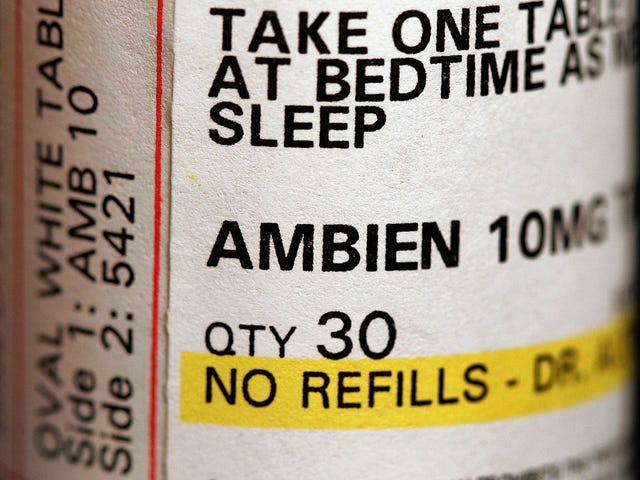 OVAL WHITE TABL
Side 1: AMB 10
Side 2: 5421
TAKE ONE TABLE
AT BEDTIME AS
SLEEP
AMBIEN 10MG
QTY 30
NO REFILLS - DR.